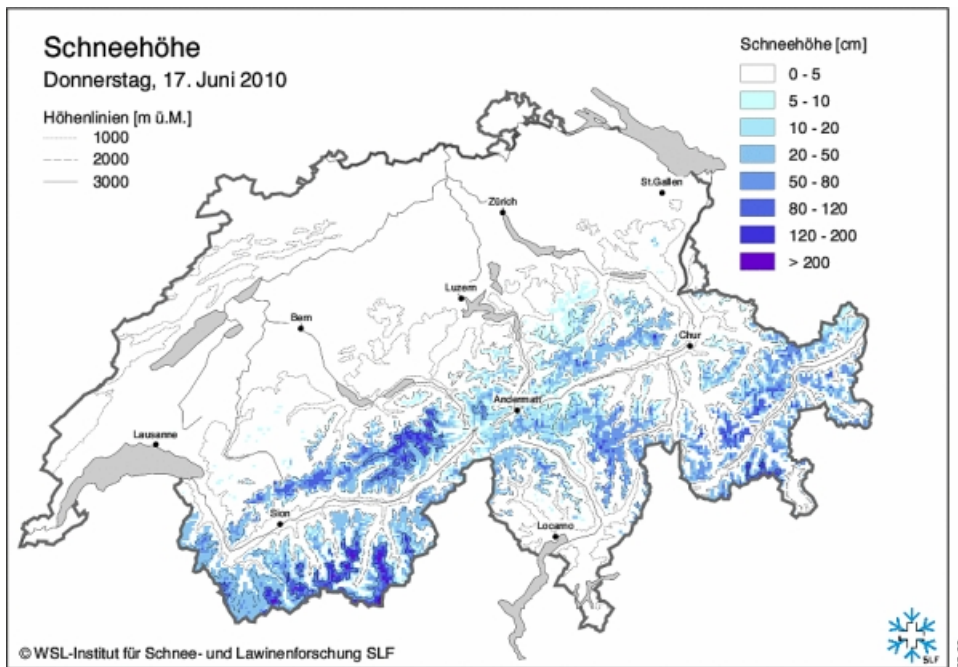 Schneehöhe
Donnerstag, 17. Juni 2010
Höhenlinien [m ü.M.]
1000
2000
3000
Schneehöhe [cm]
0 - 5
5 - 10
10 - 20
20 - 50
50 - 80
80 - 120
120 - 200
> 200
St.Gallen
Zürich
Luzern
Bern
Chur
Andermatt
Lausanne
Sion
Locarno
© WSL-Institut für Schnee- und Lawinenforschung SLF
SLF